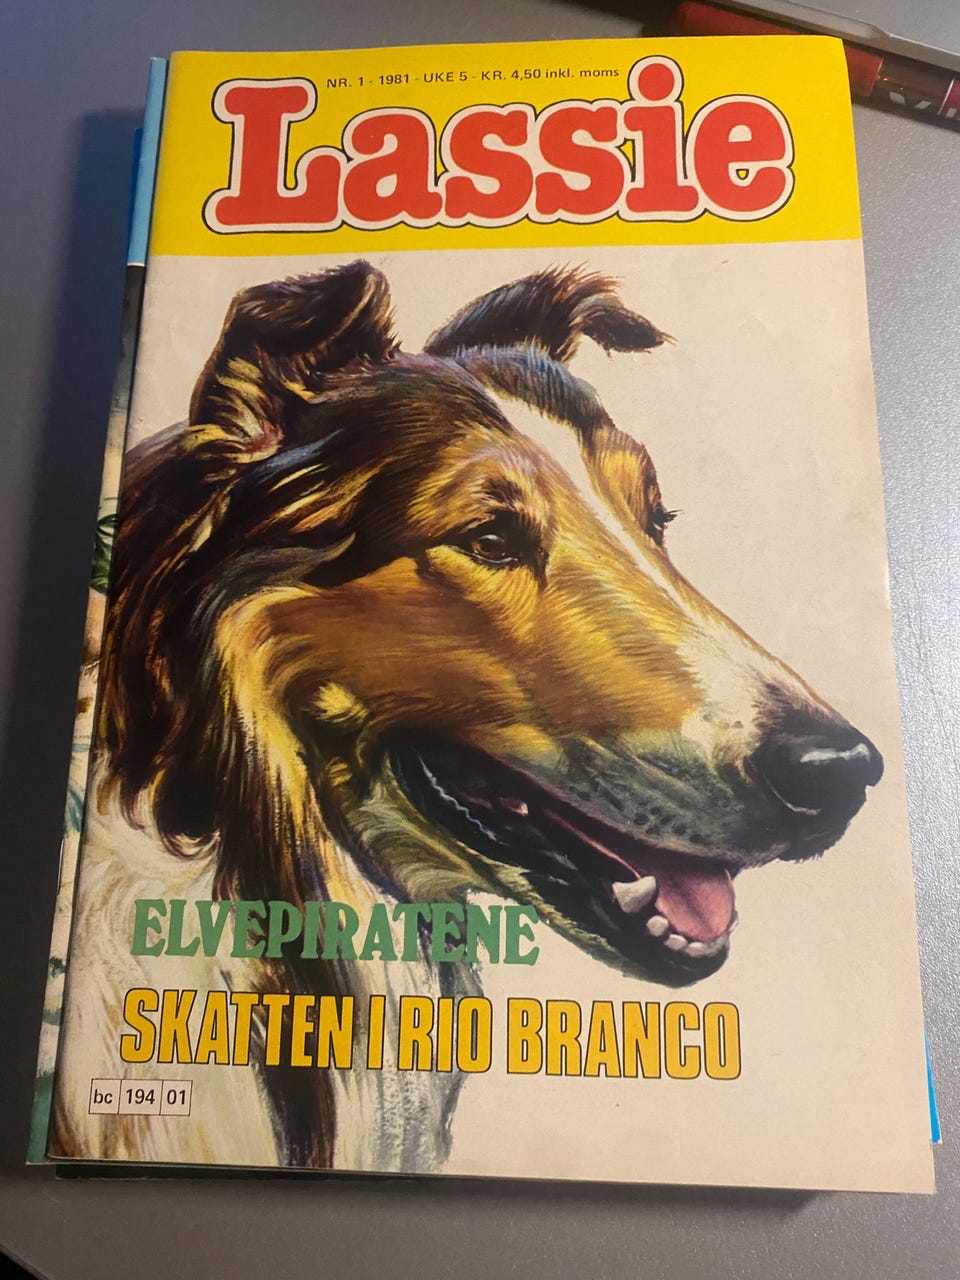 NR. 1 - 1981 - UKE 5 - KR. 4,50 inkl. moms
Lassie
ELVEPIRATENE
SKATTEN I RIO BRANCO
bc 194 01